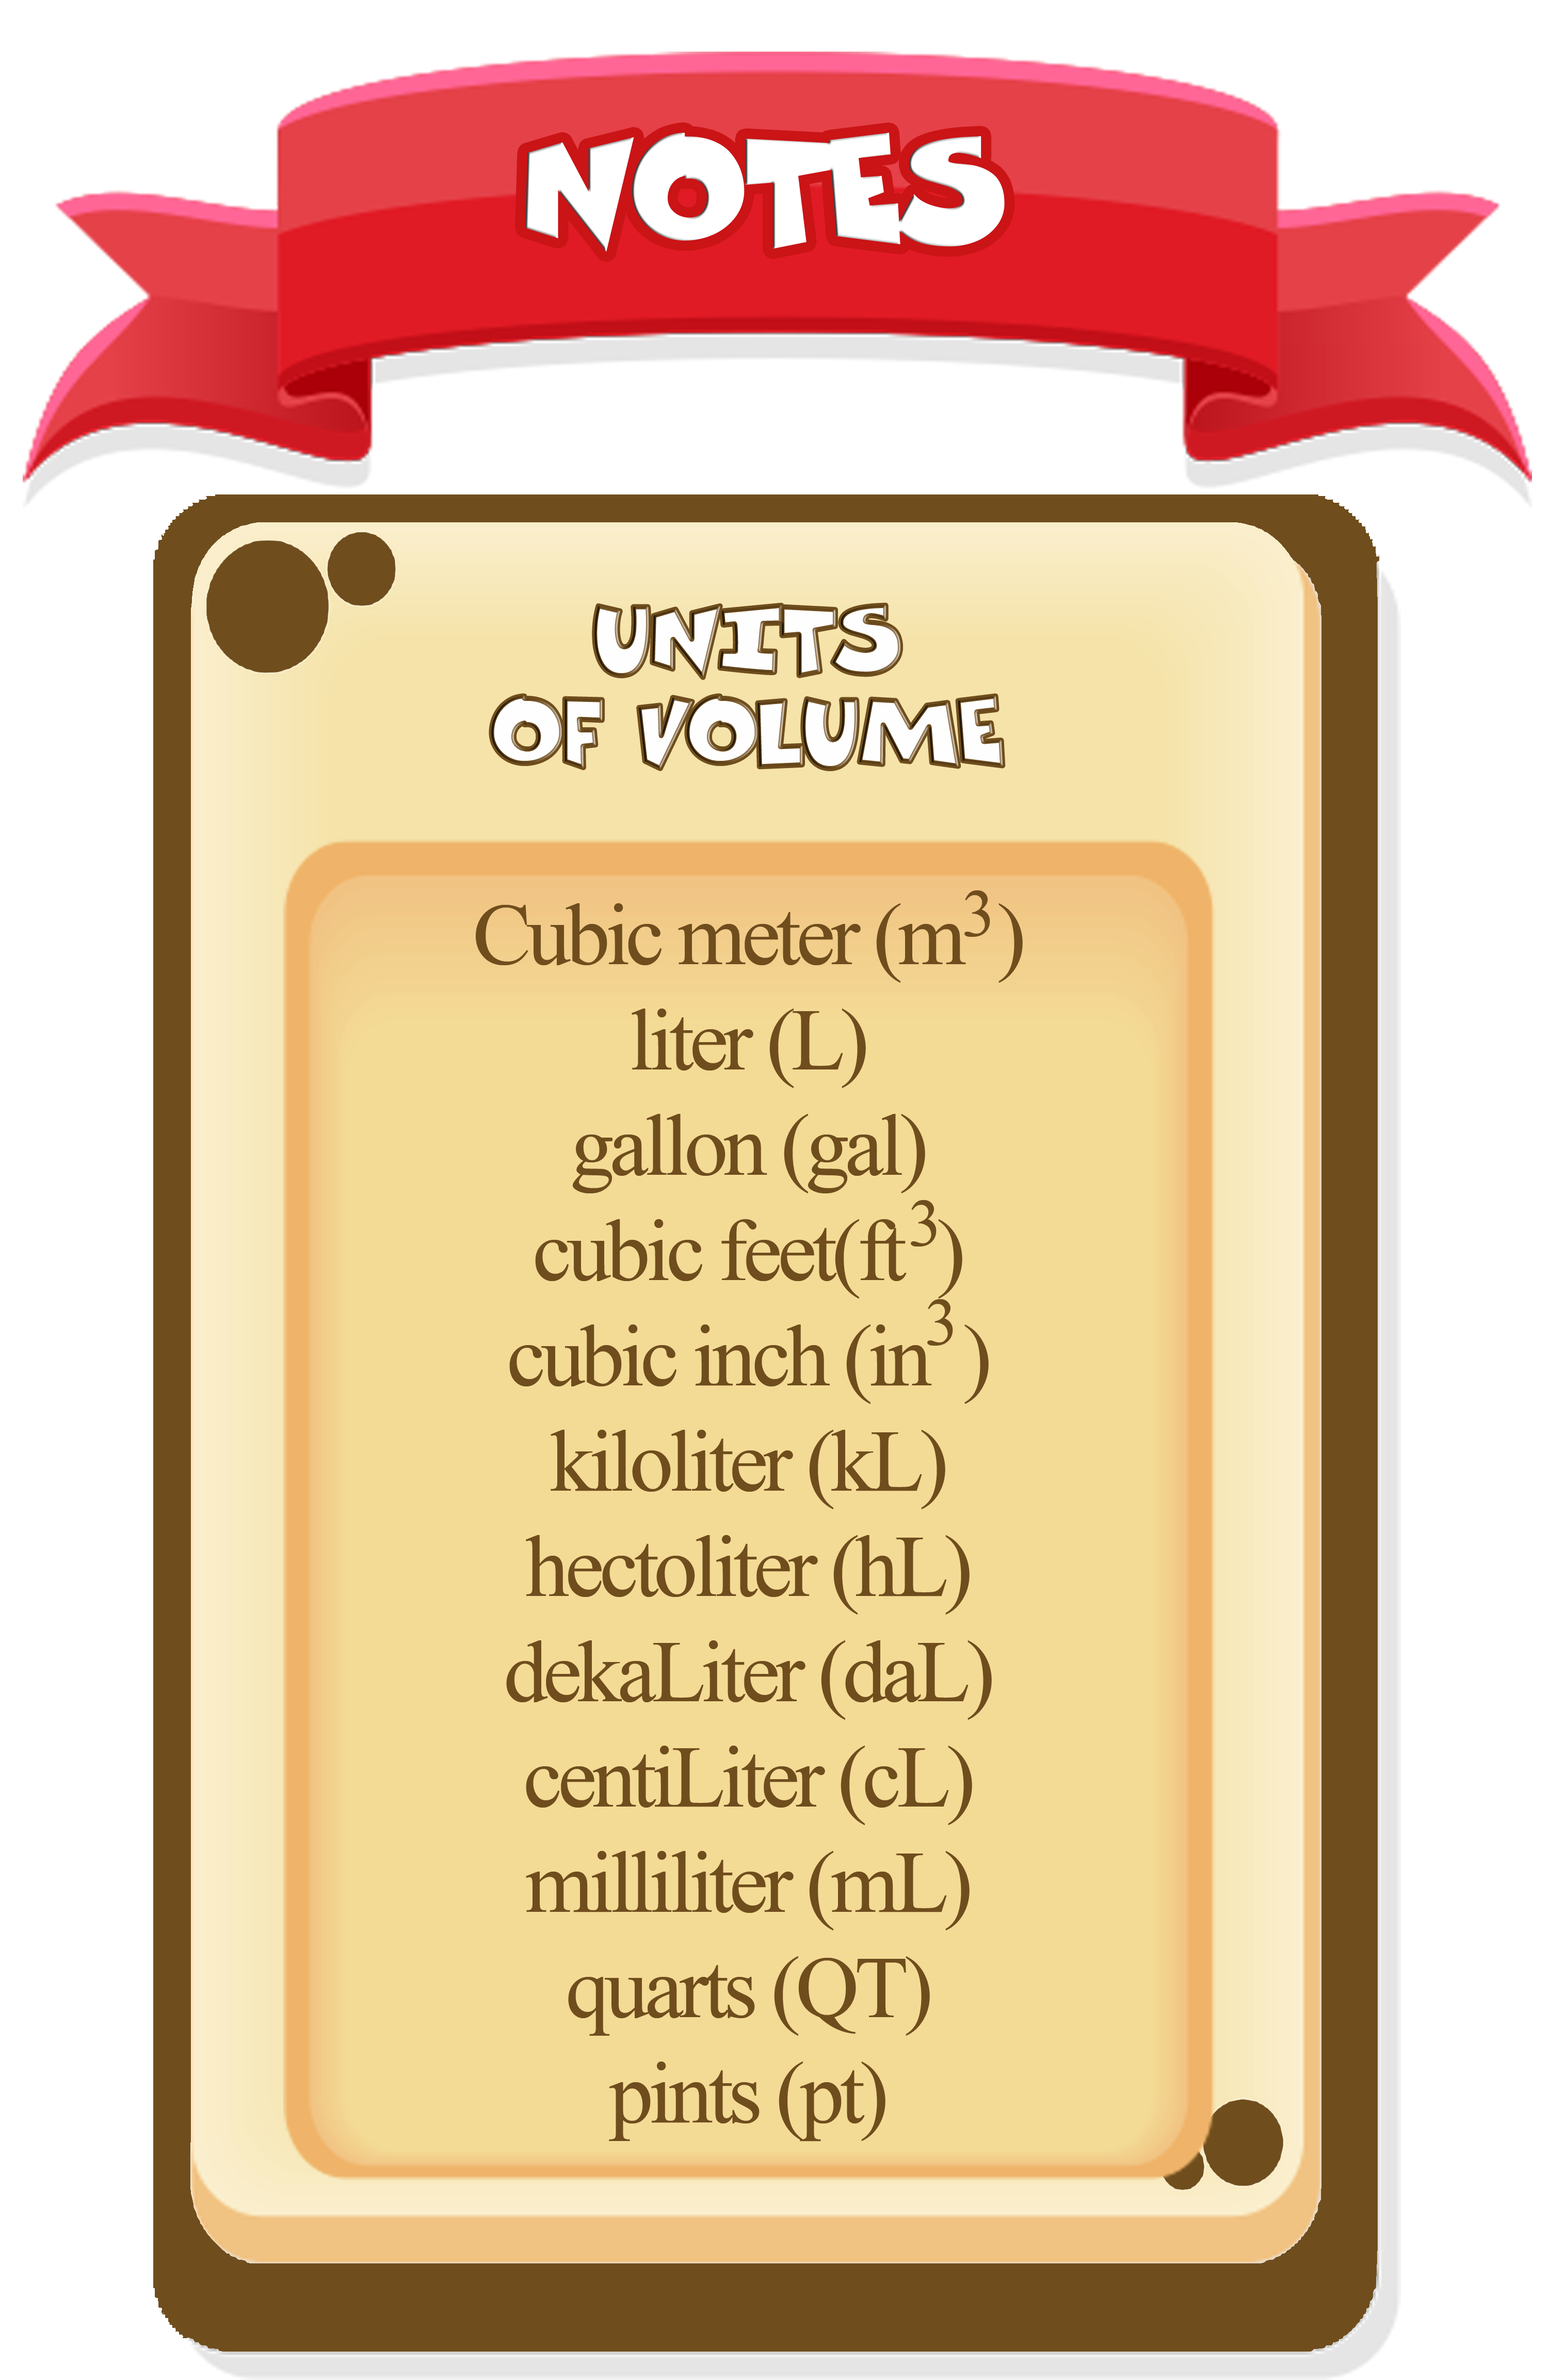 NOTES
UNITS
OF VOLUME
Cubic meter (m³)
liter (L)
gallon (gal)
cubic feet(ft³)
cubic inch (in³)
kiloliter (kL)
hectoliter (hL)
dekaLiter (daL)
centiLiter (cL)
milliliter (mL)
quarts (QT)
pints (pt)